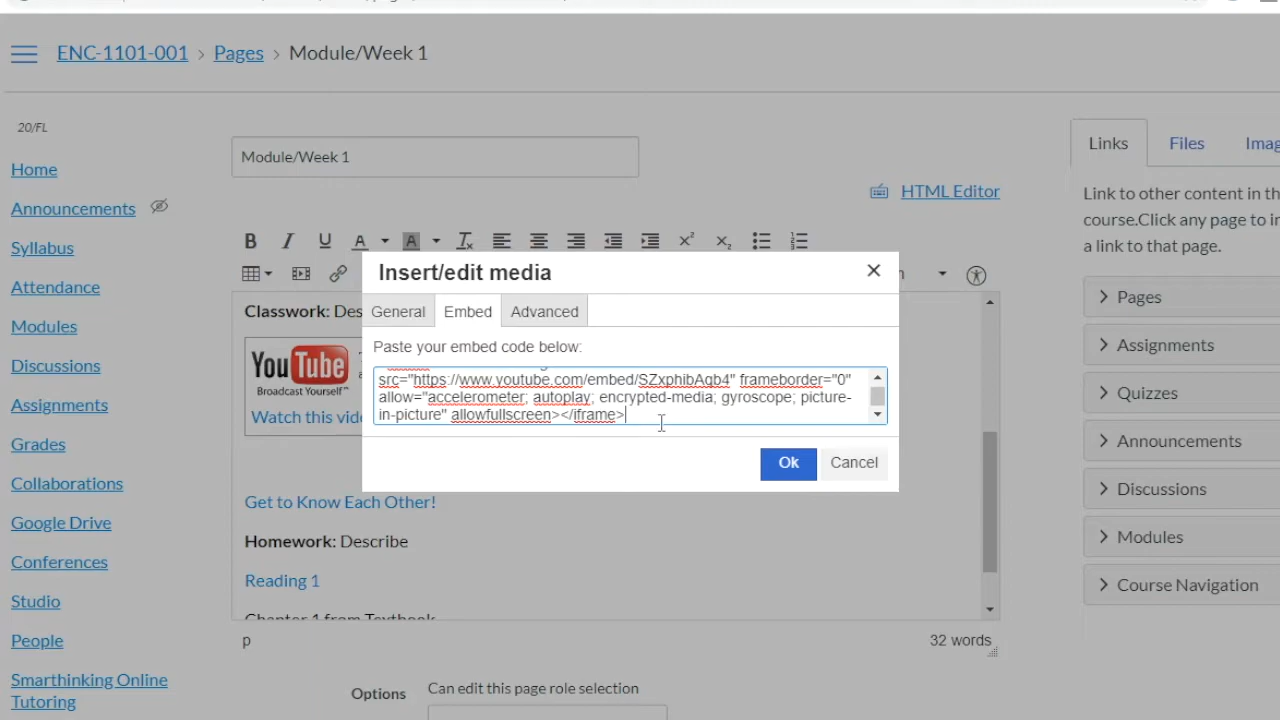 ENC-1101-001 > Pages > Module/Week 1
20/FL
Home
Announcements
Syllabus
Attendance
Modules
Discussions
Assignments
Grades
Collaborations
Google Drive
Conferences
Studio
People
Smarthinking Online
Tutoring
Module/Week 1
HTML Editor
Insert/edit media
General
Embed
Advanced
Paste your embed code below:
src="https://www.youtube.com/embed/SZxphibAqb4" frameborder="0"
allow="accelerometer; autoplay; encrypted-media; gyroscope; picture-
in-picture" allowfullscreen></iframe>
Ok
Cancel
Classwork: Des
YouTube
Broadcast Yourself
Watch this vid
Get to Know Each Other!
Homework: Describe
Reading 1
Chapter 1 from Textbook
p
32 words
Options
Can edit this page role selection
Links
Files
Imag
Link to other content in th
course.Click any page to in
a link to that page.
Pages
Assignments
Quizzes
Announcements
Discussions
Modules
Course Navigation